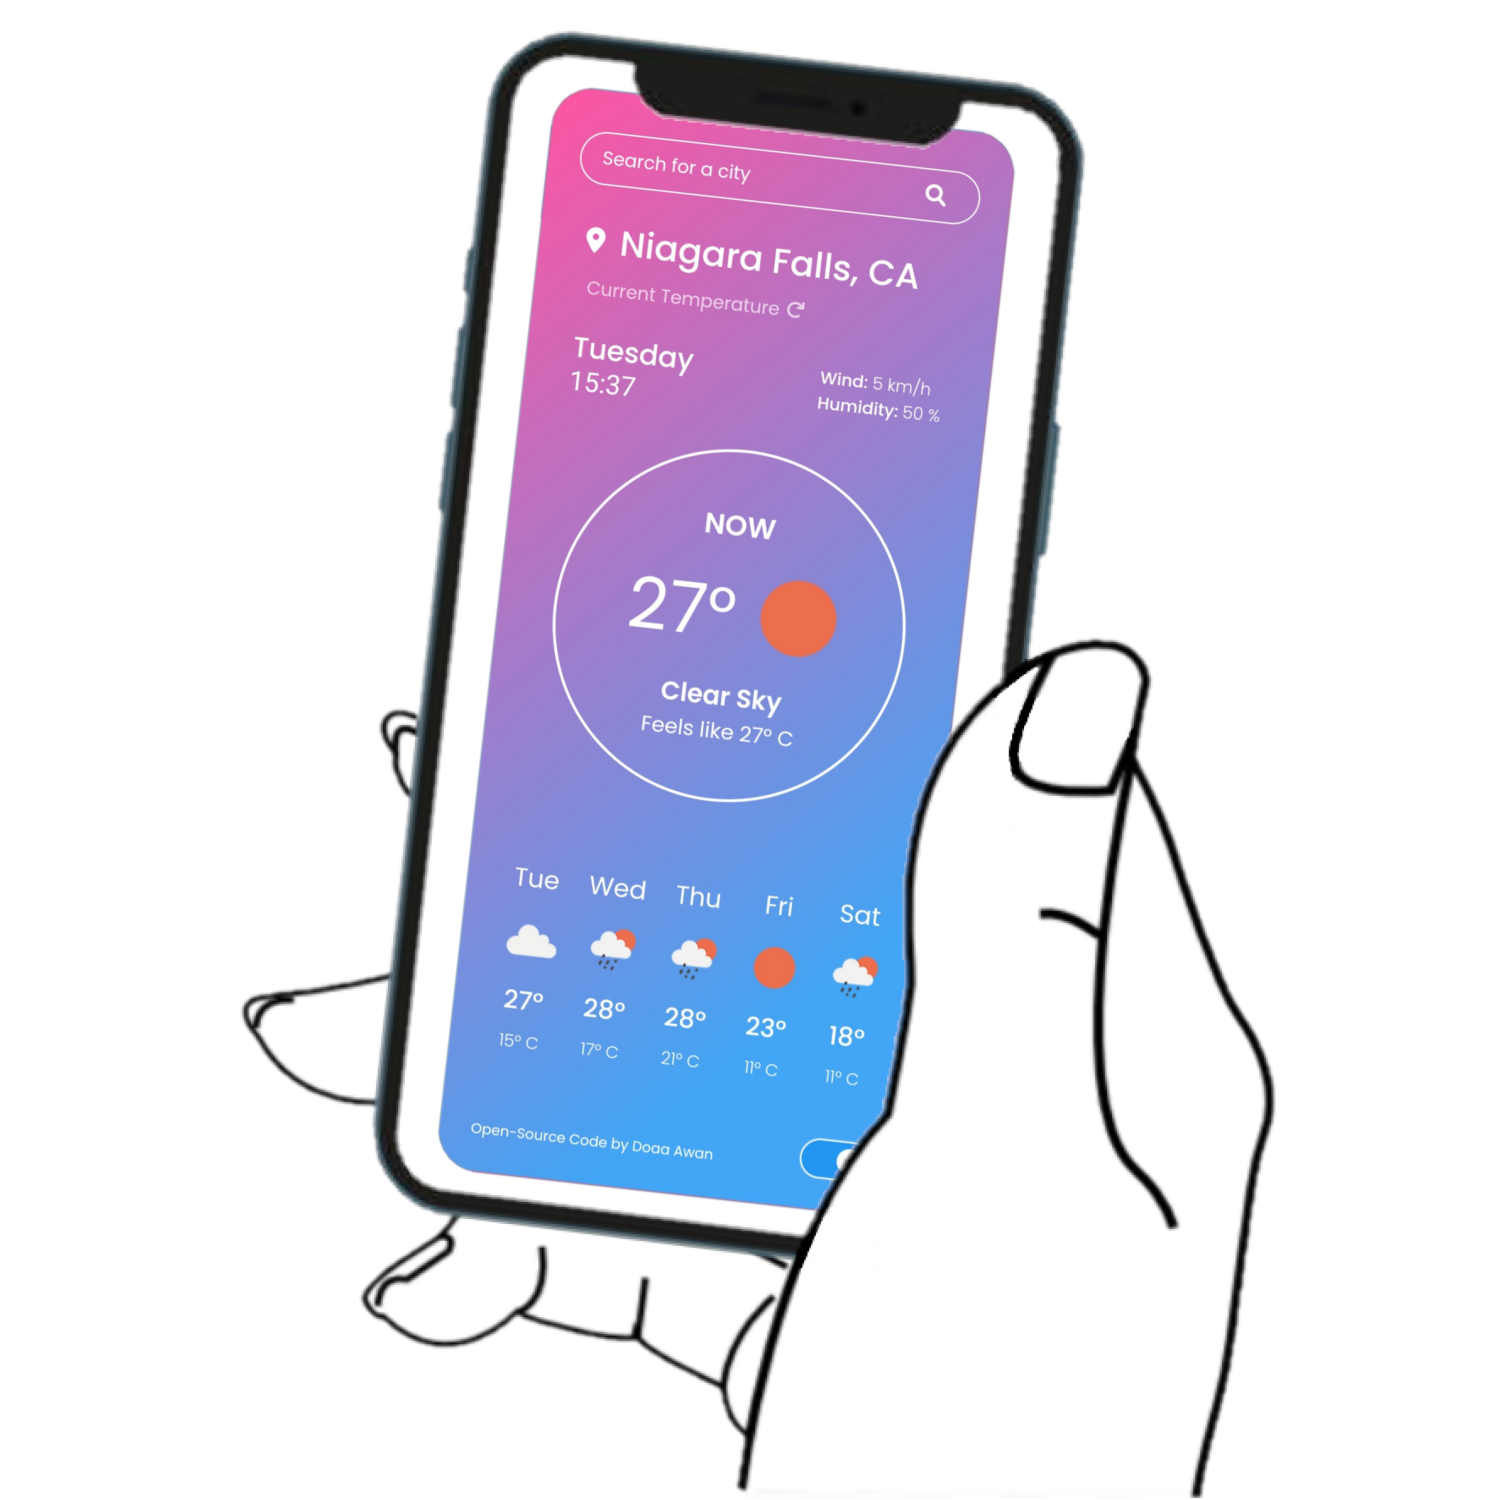 Search for a city
Niagara Falls, CA
Current Temperature
Tuesday
15:37
Wind: 5 km/h
Humidity: 50 %
NOW
27°
Clear Sky
Feels like 27° C
Tue Wed Thu Fri Sat
27° 28° 28° 23° 18°
15° C 17° C 21° C 11° C 11° C
Open-Source Code by Doaa Awan